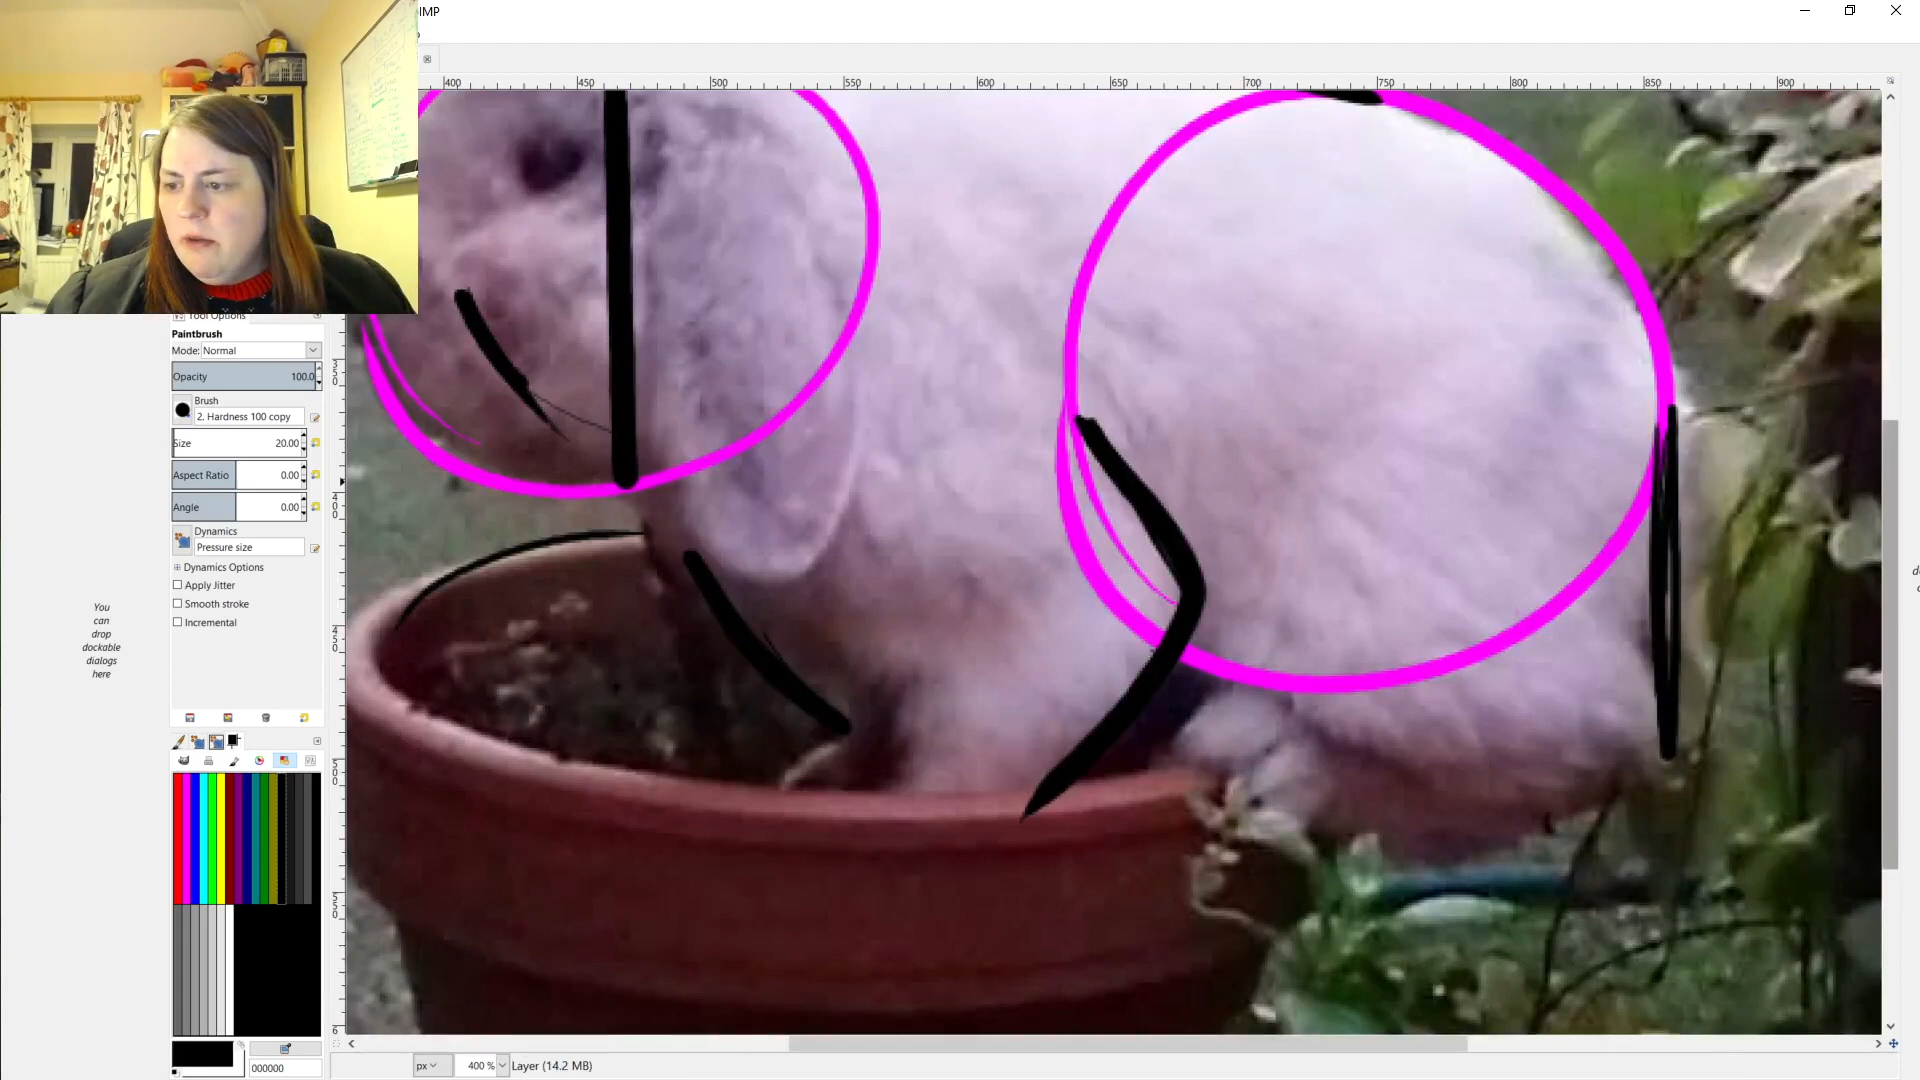 IMP
400 450 500 550 600 650 700 750 800 850 900
Tool Options
Paintbrush
Mode: Normal
Opacity 100.0
Brush
2. Hardness 100 copy
Size 20.00
Aspect Ratio 0.00
Angle 0.00
Dynamics
Pressure size
Dynamics Options
Apply Jitter
Smooth stroke
Incremental
You
can
drop
dockable
dialogs
here
000000
px 400 % Layer (14.2 MB)